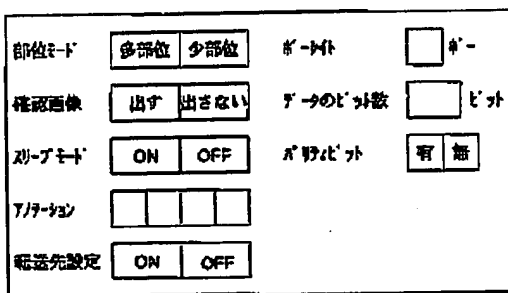 部位ﾓｰﾄﾞ 多部位 少部位
確認画像 出す 出さない
ｽﾘｰﾌﾟﾓｰﾄﾞ ON OFF
ｱﾉﾃｰｼｮﾝ
転送先設定 ON OFF
ﾎﾞｰﾚｲﾄ ﾎﾞｰ
ﾃﾞｰﾀのﾋﾞｯﾄ数 ﾋﾞｯﾄ
ﾊﾟﾘﾃｨﾋﾞｯﾄ 有 無